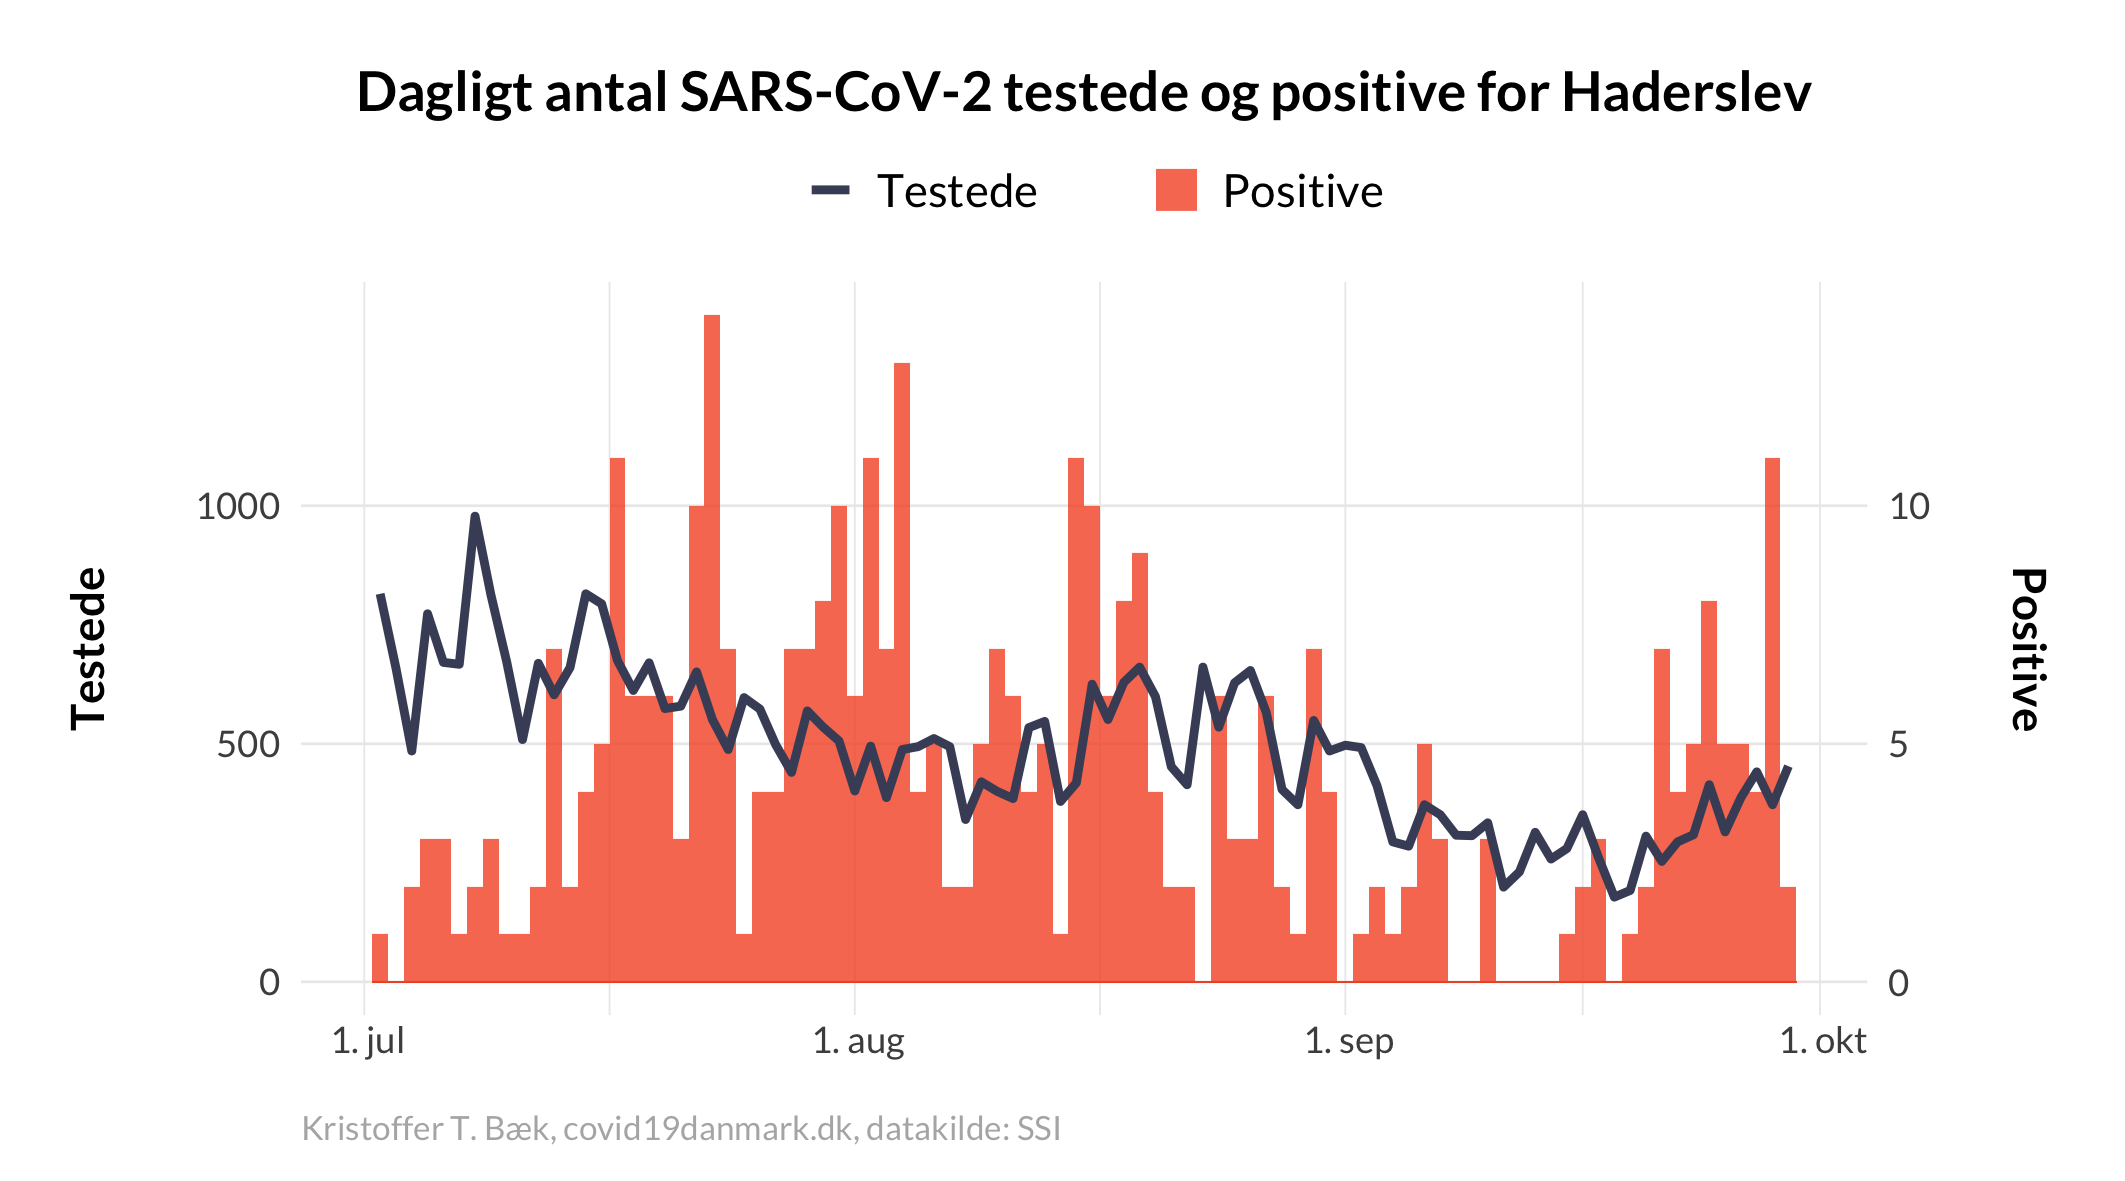 Dagligt antal SARS-CoV-2 testede og positive for Haderslev
Testede
Positive
1000
500
0
Testede
10
5
0
Positive
1. jul
1. aug
1. sep
1. okt
Kristoffer T. Bæk, covid19danmark.dk, datakilde: SSI